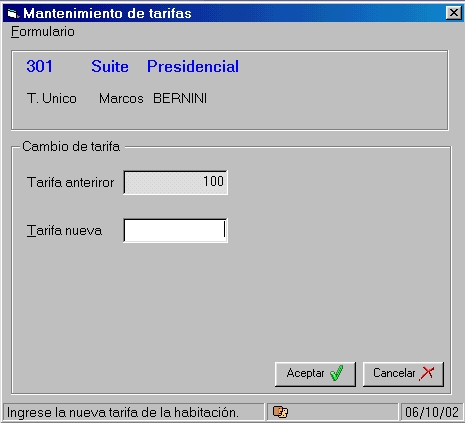 Mantenimiento de tarifas
Formulario
301 Suite Presidencial
T. Unico Marcos BERNINI
Cambio de tarifa
Tarifa anteriror 100
Tarifa nueva
Aceptar Cancelar
Ingrese la nueva tarifa de la habitación. 06/10/02